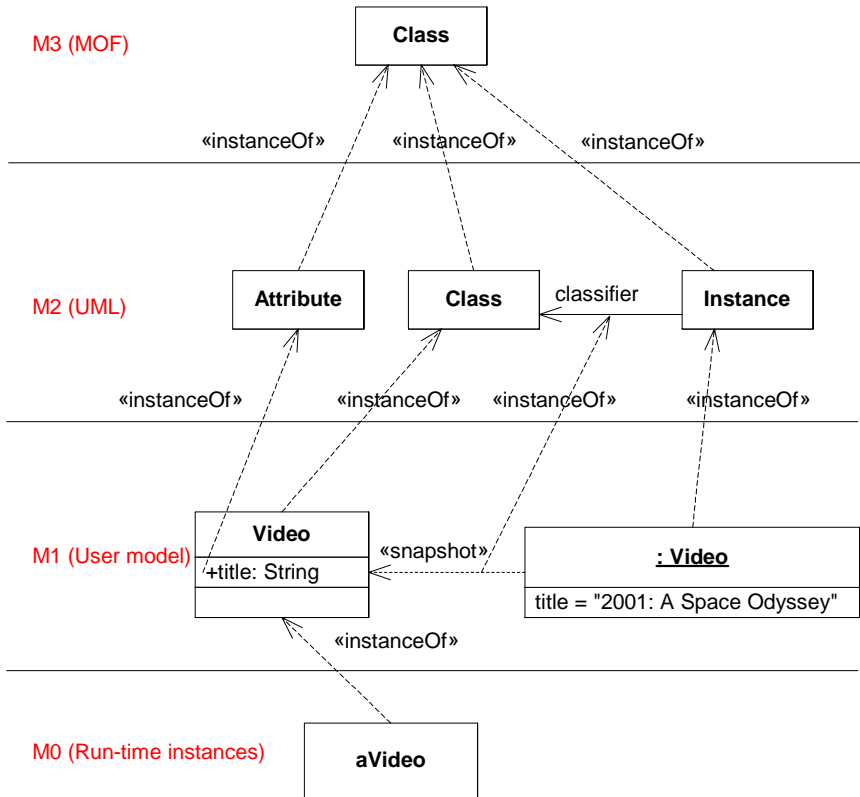 M3 (MOF)
Class
«instanceOf» «instanceOf» «instanceOf»
M2 (UML)
Attribute
Class
classifier
Instance
«instanceOf» «instanceOf» «instanceOf» «instanceOf»
M1 (User model)
Video
+title: String
«snapshot»
: Video
title = "2001: A Space Odyssey"
«instanceOf»
M0 (Run-time instances)
aVideo